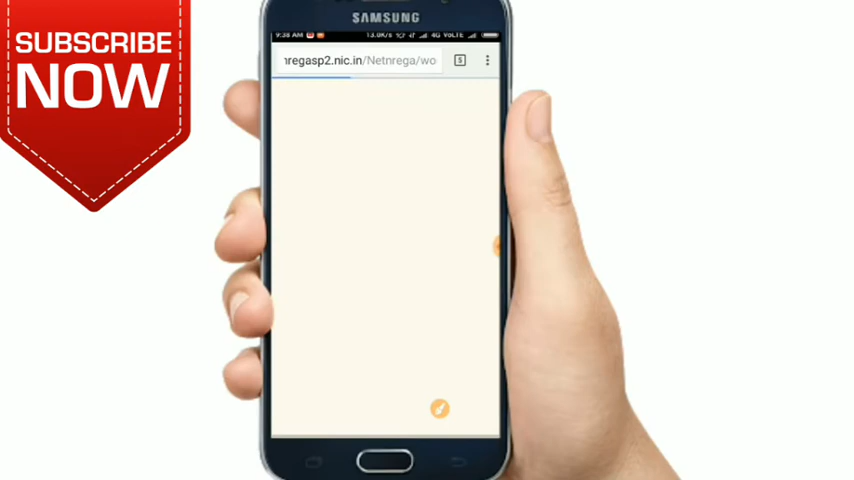 SUBSCRIBE
NOW
SAMSUNG
9:38 AM
4G VoLTE
nregasp2.nic.in/Netnrega/wo
5